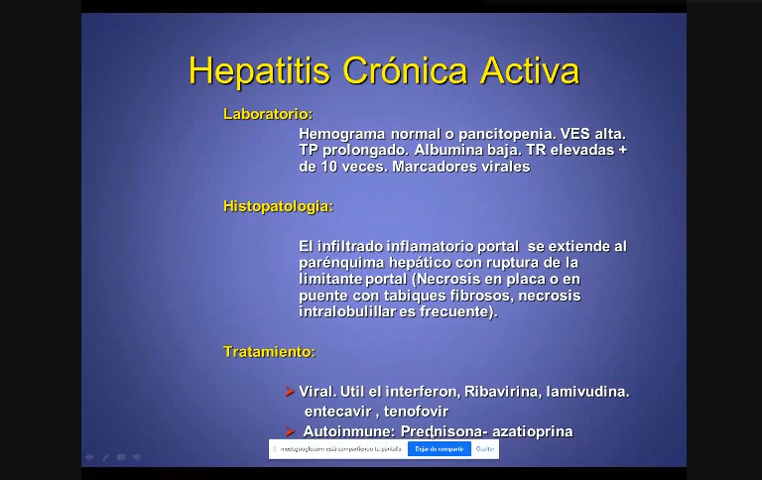 Hepatitis Crónica Activa
Laboratorio:
Hemograma normal o pancitopenia. VES alta.
TP prolongado. Albumina baja. TR elevadas +
de 10 veces. Marcadores virales
Histopatologia:
El infiltrado inflamatorio portal se extiende al
parénquima hepático con ruptura de la
limitante portal (Necrosis en placa o en
puente con tabiques fibrosos, necrosis
intralobulillar es frecuente).
Tratamiento:
Viral. Util el interferon, Ribavirina, lamivudina.
entecavir , tenofovir
Autoinmune: Prednisona- azatioprina
meet.google.com está compartiendo tu pantalla. Dejar de compartir Ocultar